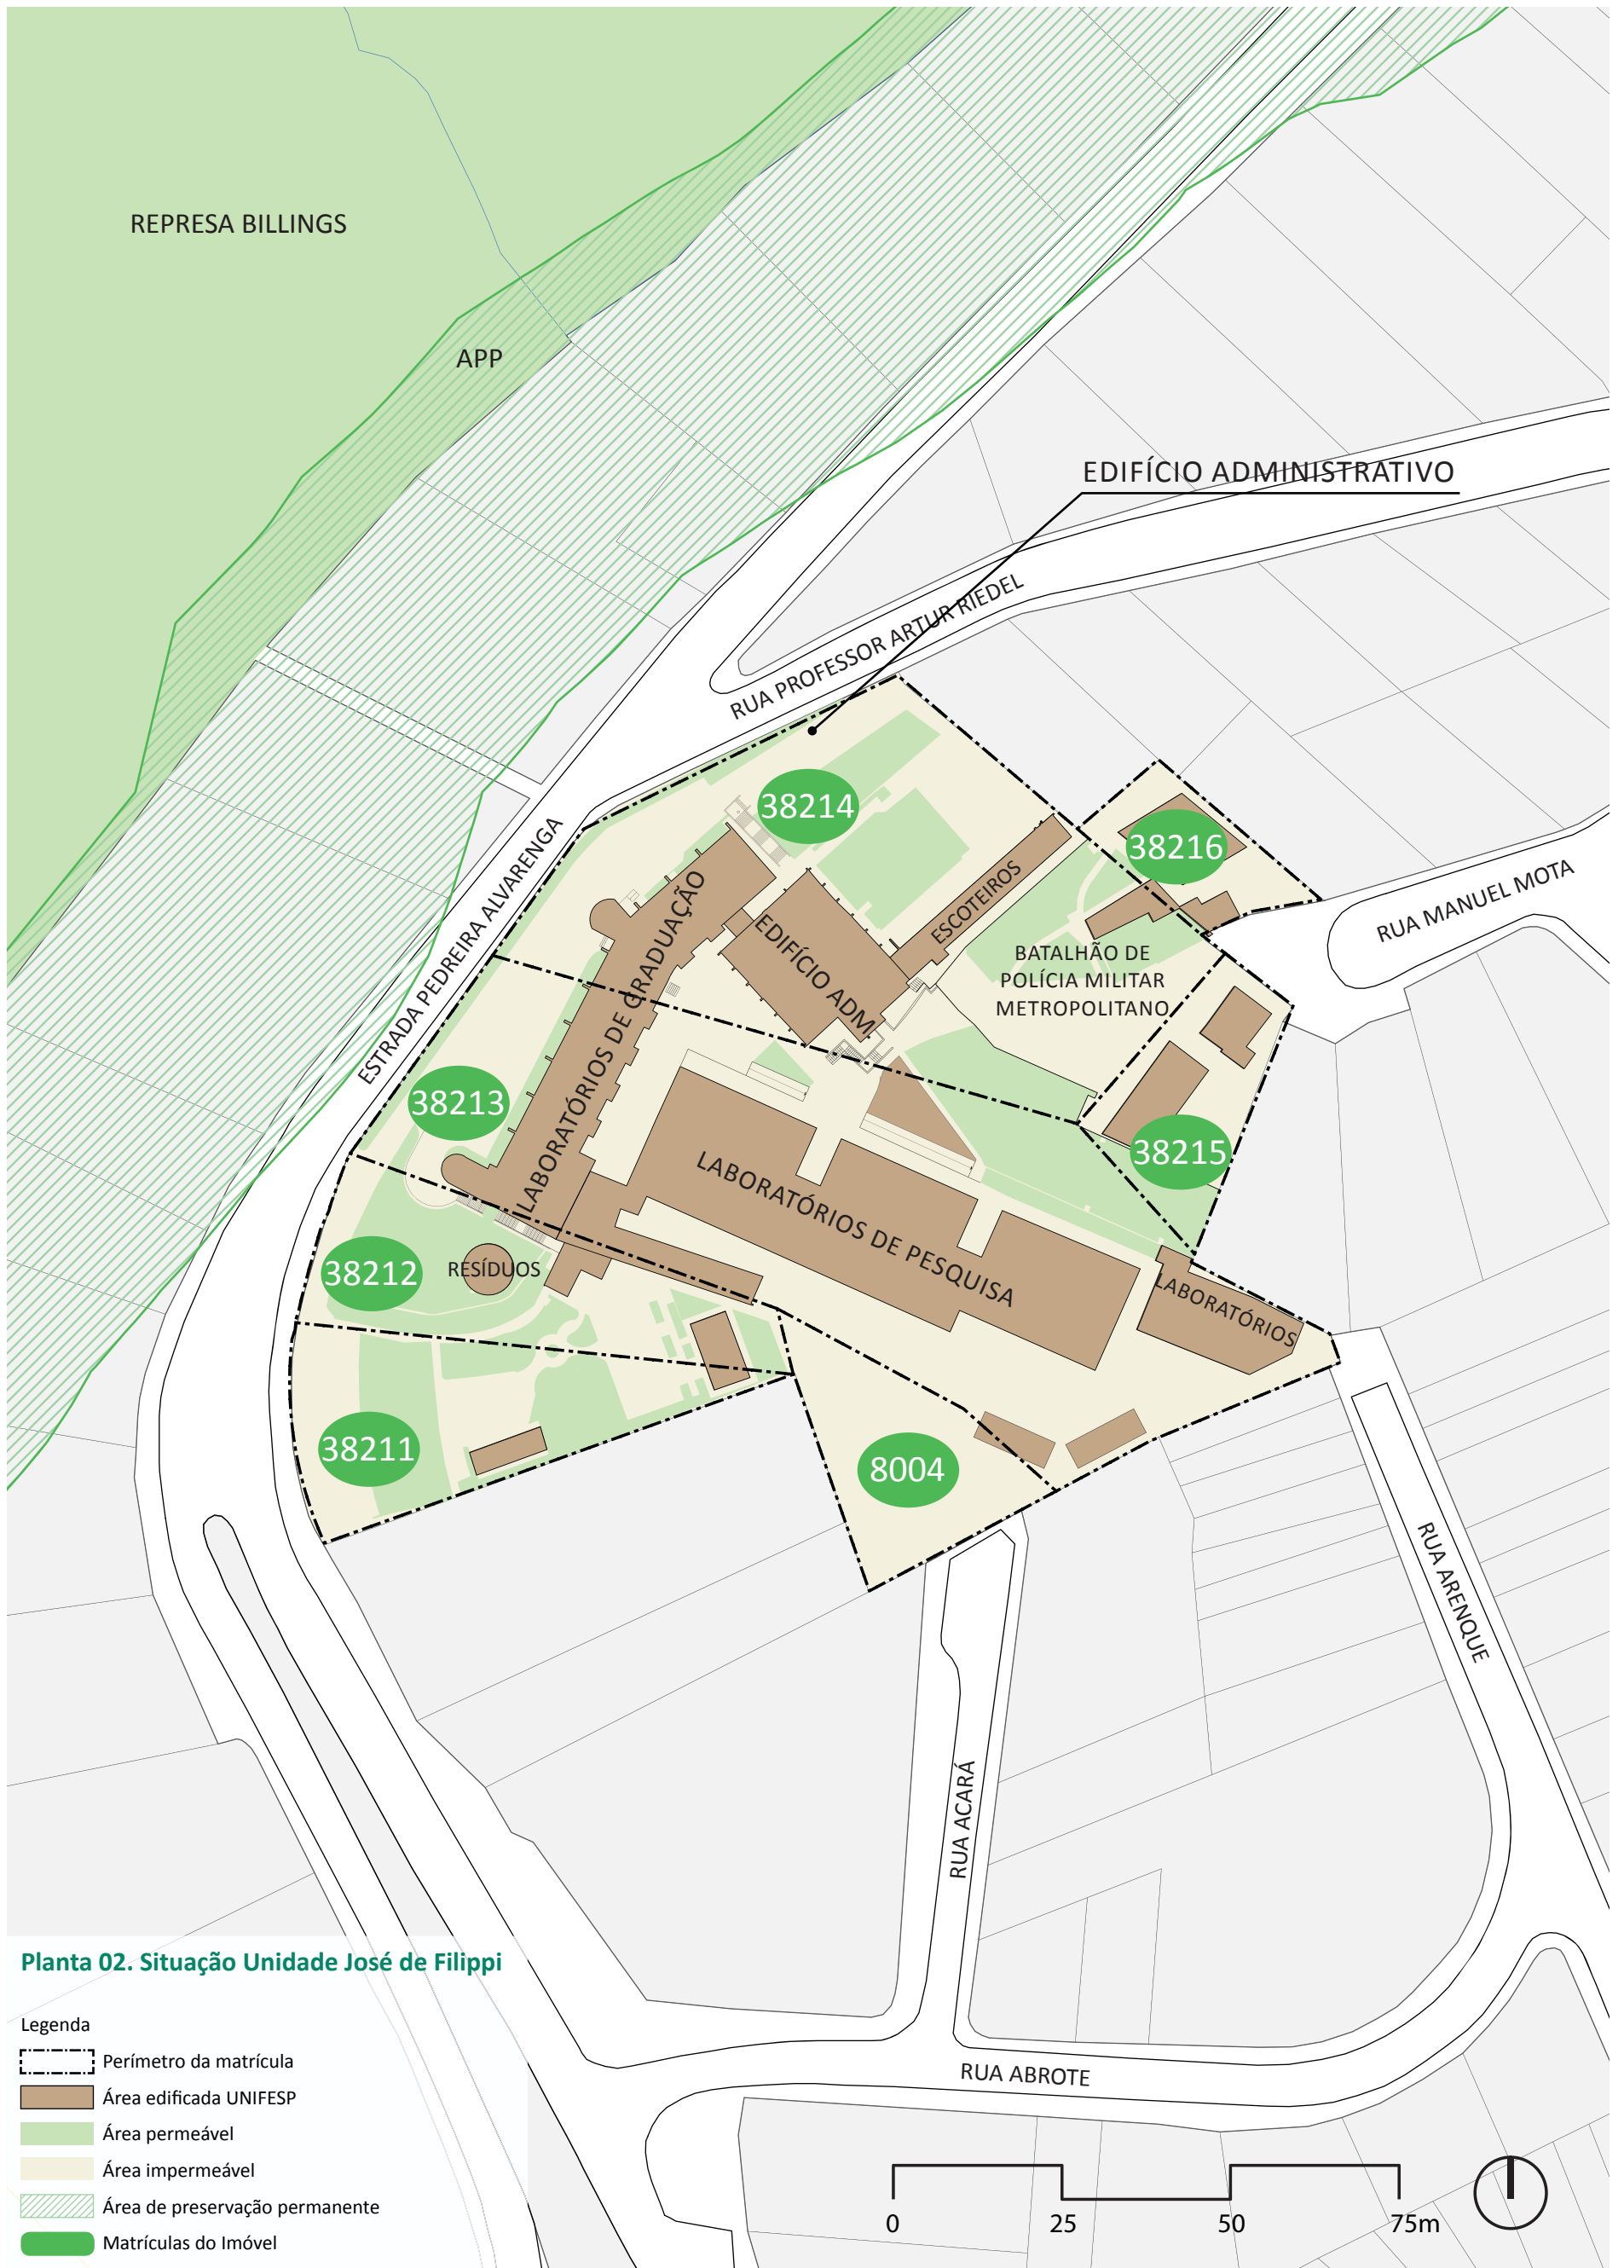 REPRESA BILLINGS
APP
EDIFÍCIO ADMINISTRATIVO
RUA PROFESSOR ARTUR RIEDEL
38214
38216
ESTRADA PEDREIRA ALVARENGA
LABORATÓRIOS DE GRADUAÇÃO
EDIFÍCIO ADM
ESCOTEIROS
RUA MANUEL MOTA
BATALHÃO DE
POLÍCIA MILITAR
METROPOLITANO
38213
38215
LABORATÓRIOS DE PESQUISA
38212
RESÍDUOS
LABORATÓRIOS
38211
8004
RUA ARENQUE
RUA ACARÁ
RUA ABROTE
Planta 02. Situação Unidade José de Filippi
Legenda
Perímetro da matrícula
Área edificada UNIFESP
Área permeável
Área impermeável
Área de preservação permanente
Matrículas do Imóvel
0 25 50 75m